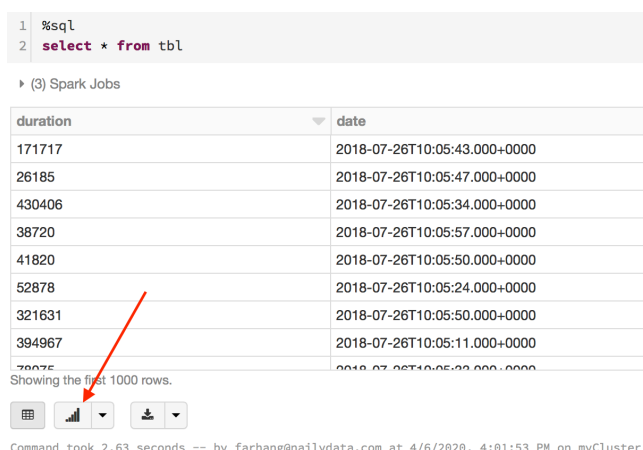 1 %sql
2 select * from tbl
(3) Spark Jobs
duration date
171717 2018-07-26T10:05:43.000+0000
26185 2018-07-26T10:05:47.000+0000
430406 2018-07-26T10:05:34.000+0000
38720 2018-07-26T10:05:57.000+0000
41820 2018-07-26T10:05:50.000+0000
52878 2018-07-26T10:05:24.000+0000
321631 2018-07-26T10:05:50.000+0000
394967 2018-07-26T10:05:11.000+0000
Showing the first 1000 rows.
Command took 2.63 seconds -- by farhang@nailydata.com at 4/6/2020, 4:01:53 PM on myCluster